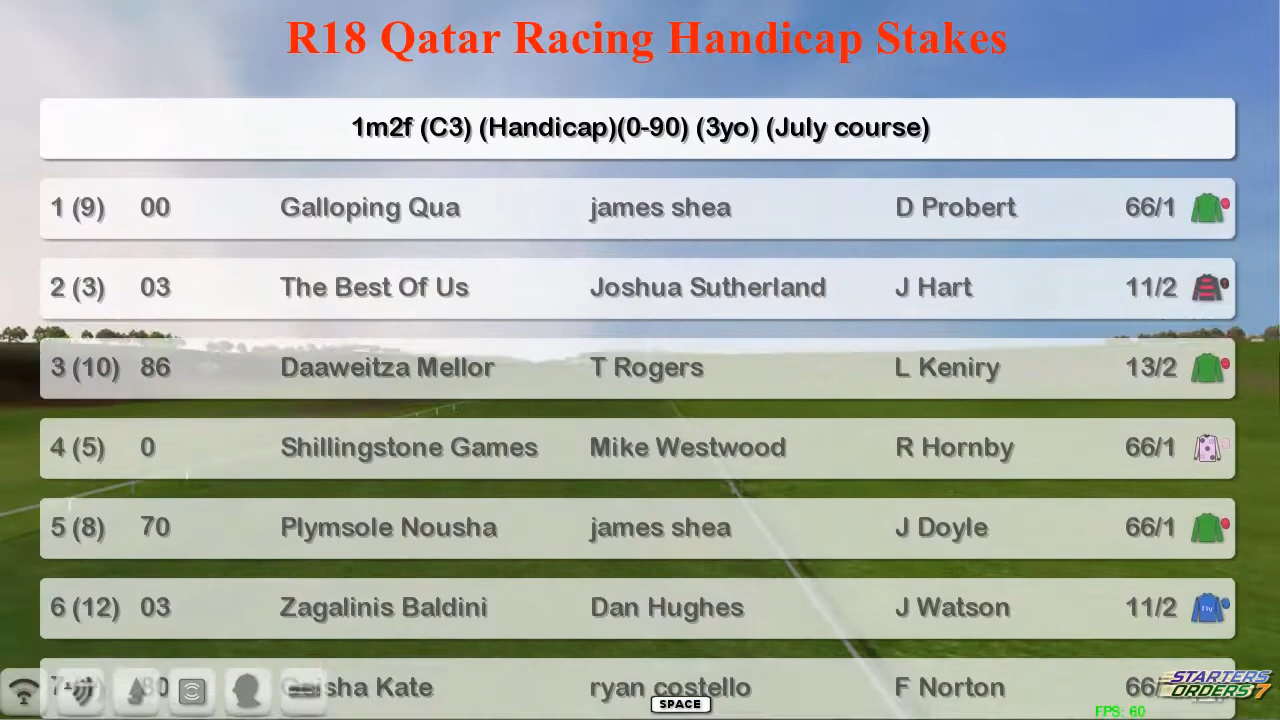 R18 Qatar Racing Handicap Stakes
1m2f (C3) (Handicap)(0-90) (3yo) (July course)
1 (9) 00 Galloping Qua james shea D Probert 66/1
2 (3) 03 The Best Of Us Joshua Sutherland J Hart 11/2
3 (10) 86 Daaweitza Mellor T Rogers L Keniry 13/2
4 (5) 0 Shillingstone Games Mike Westwood R Hornby 66/1
5 (8) 70 Plymsole Nousha james shea J Doyle 66/1
6 (12) 03 Zagalinis Baldini Dan Hughes J Watson 11/2
Kate ryan costello F Norton
SPACE
STARTERS ORDERS 7
FPS: 60